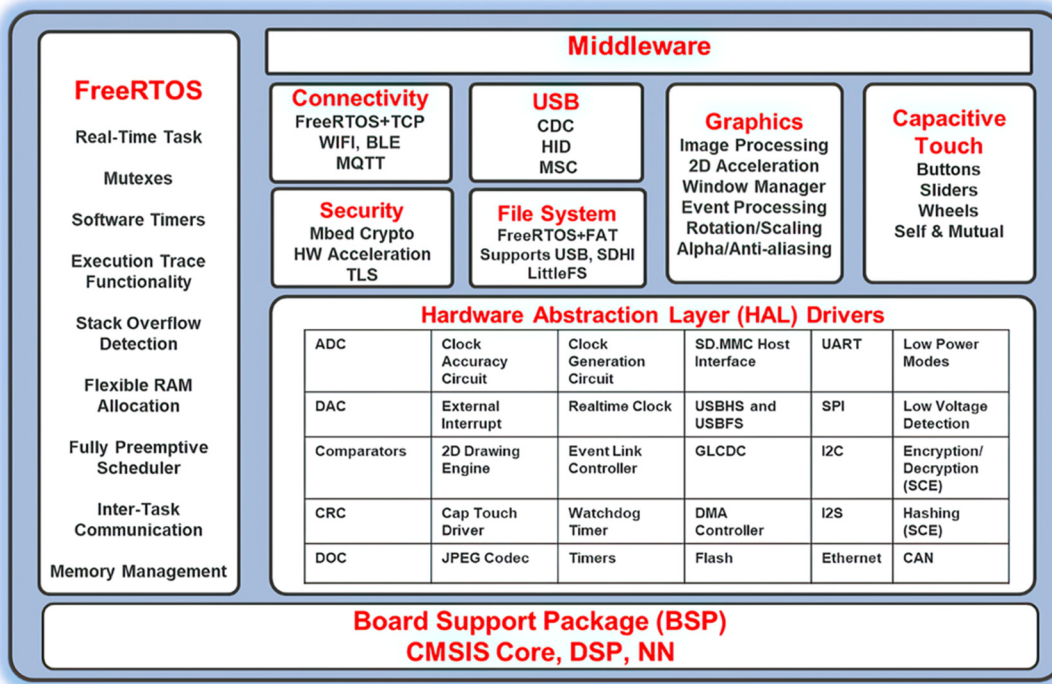 FreeRTOS
Real-Time Task
Mutexes
Software Timers
Execution Trace
Functionality
Stack Overflow
Detection
Flexible RAM
Allocation
Fully Preemptive
Scheduler
Inter-Task
Communication
Memory Management
Middleware
Connectivity
FreeRTOS+TCP
WIFI, BLE
MQTT
USB
CDC
HID
MSC
Graphics
Image Processing
2D Acceleration
Window Manager
Event Processing
Rotation/Scaling
Alpha/Anti-aliasing
Capacitive
Touch
Buttons
Sliders
Wheels
Self & Mutual
Security
Mbed Crypto
HW Acceleration
TLS
File System
FreeRTOS+FAT
Supports USB, SDHI
LittleFS
Hardware Abstraction Layer (HAL) Drivers
ADC
Clock
Accuracy
Circuit
Clock
Generation
Circuit
SD.MMC Host
Interface
UART
Low Power
Modes
DAC
External
Interrupt
Realtime Clock
USBHS and
USBFS
SPI
Low Voltage
Detection
Comparators
2D Drawing
Engine
Event Link
Controller
GLCDC
I2C
Encryption/
Decryption
(SCE)
CRC
Cap Touch
Driver
Watchdog
Timer
DMA
Controller
I2S
Hashing
(SCE)
DOC
JPEG Codec
Timers
Flash
Ethernet
CAN
Board Support Package (BSP)
CMSIS Core, DSP, NN